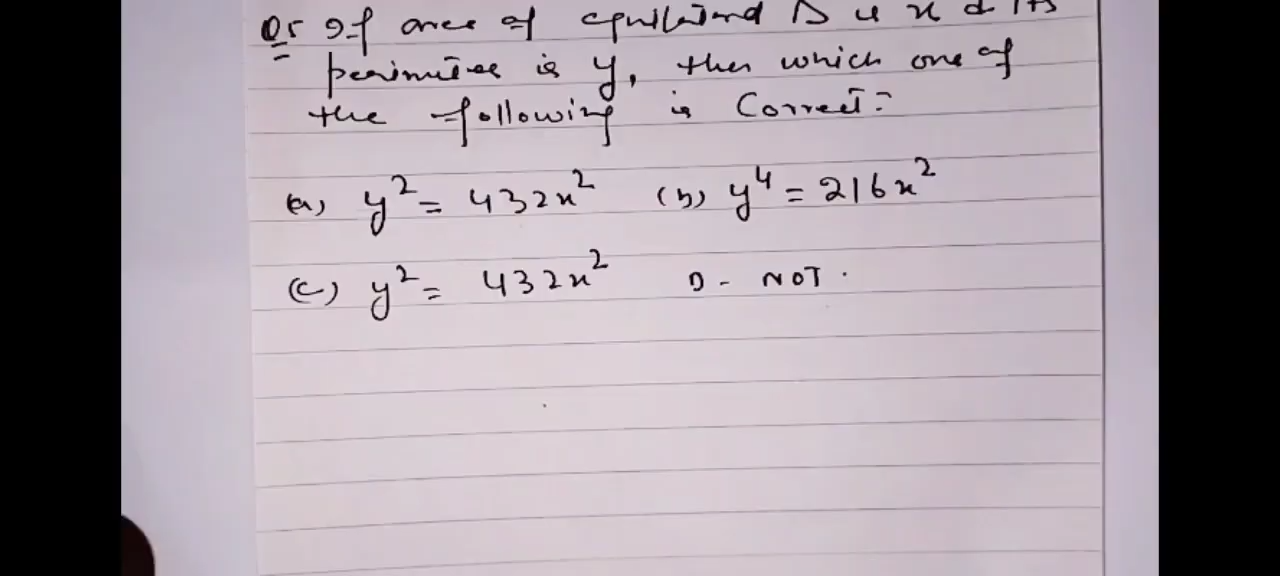 Qs If area of equilateral Δ is x & its
perimeter is y, then which one of
the following is Correct:
(a) y² = 432x² (b) y⁴ = 216x²
(c) y² = 432x² D - NOT.